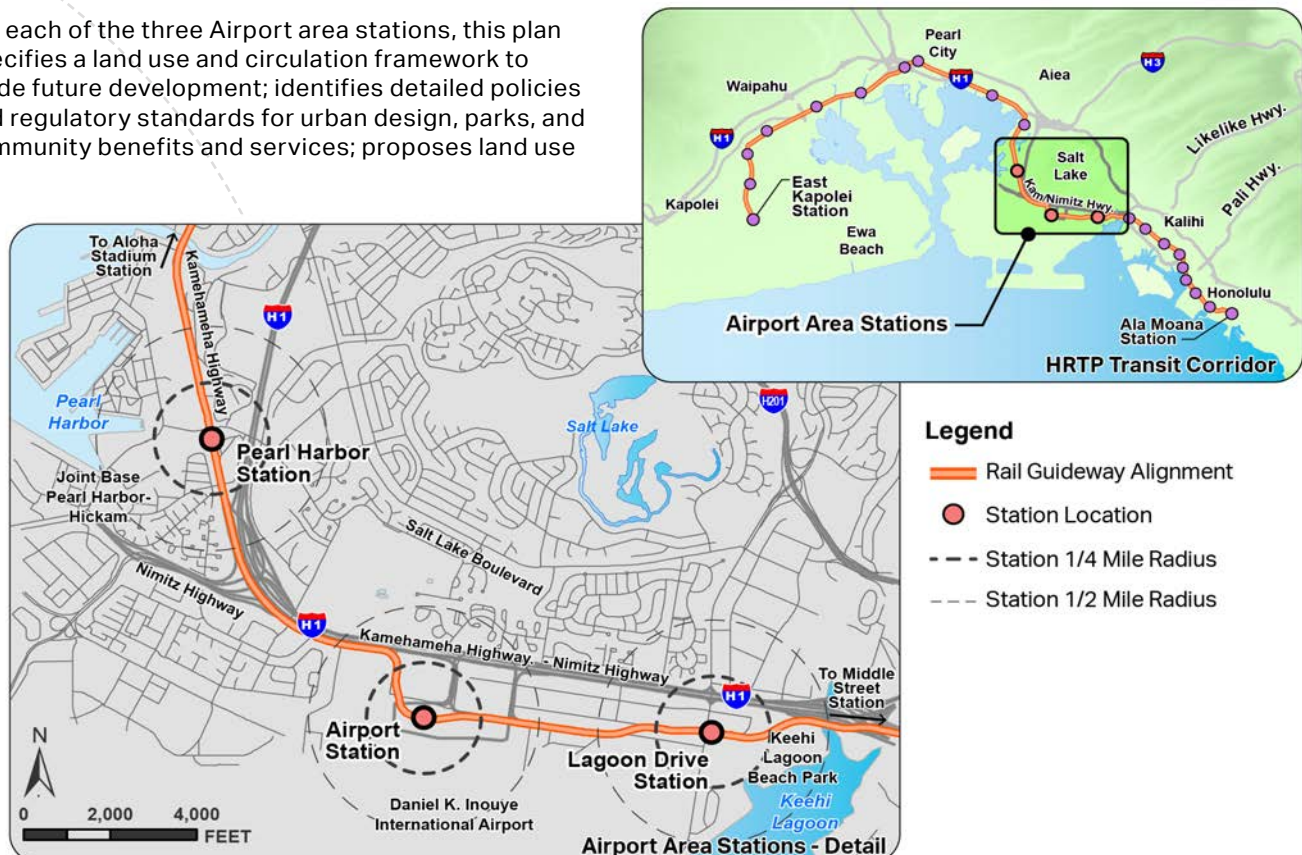 each of the three Airport area stations, this plan
ecifies a land use and circulation framework to
de future development; identifies detailed policies
regulatory standards for urban design, parks, and
mmunity benefits and services; proposes land use
Pearl
City
H1
Aiea
H3
Waipahu
H1
Likelike Hwy.
Salt
Lake
Pali Hwy.
East
Kapolei
Station
Kapolei
Kam/Nimitz Hwy.
Kalihi
Ewa
Beach
Honolulu
Airport Area Stations
Ala Moana
Station
HRTP Transit Corridor
To Aloha
Stadium
Station
Kamehameha Highway
H1
Pearl
Harbor
H201
Salt Lake
Pearl Harbor
Station
Joint Base
Pearl Harbor-
Hickam
Salt Lake Boulevard
Nimitz Highway
H1
Kamehameha Highway. - Nimitz Highway
H1
To Middle
Street
Station
Airport
Station
Lagoon Drive
Station
Keehi
Lagoon
Beach Park
Keehi
Lagoon
Daniel K. Inouye
International Airport
N
0 2,000 4,000
FEET
Airport Area Stations - Detail
Legend
Rail Guideway Alignment
Station Location
Station 1/4 Mile Radius
Station 1/2 Mile Radius